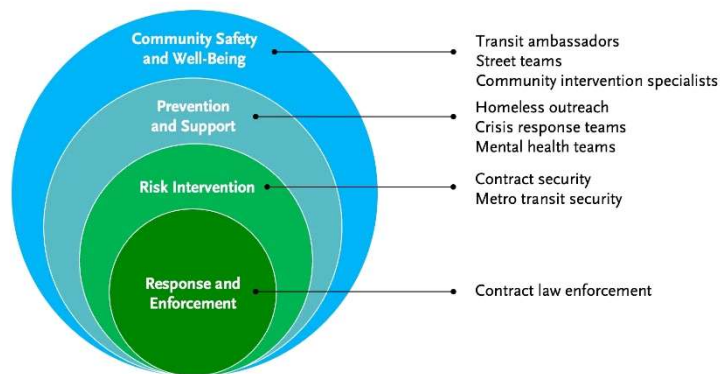 Community Safety
and Well-Being
Transit ambassadors
Street teams
Community intervention specialists
Prevention
and Support
Homeless outreach
Crisis response teams
Mental health teams
Risk Intervention
Contract security
Metro transit security
Response and
Enforcement
Contract law enforcement